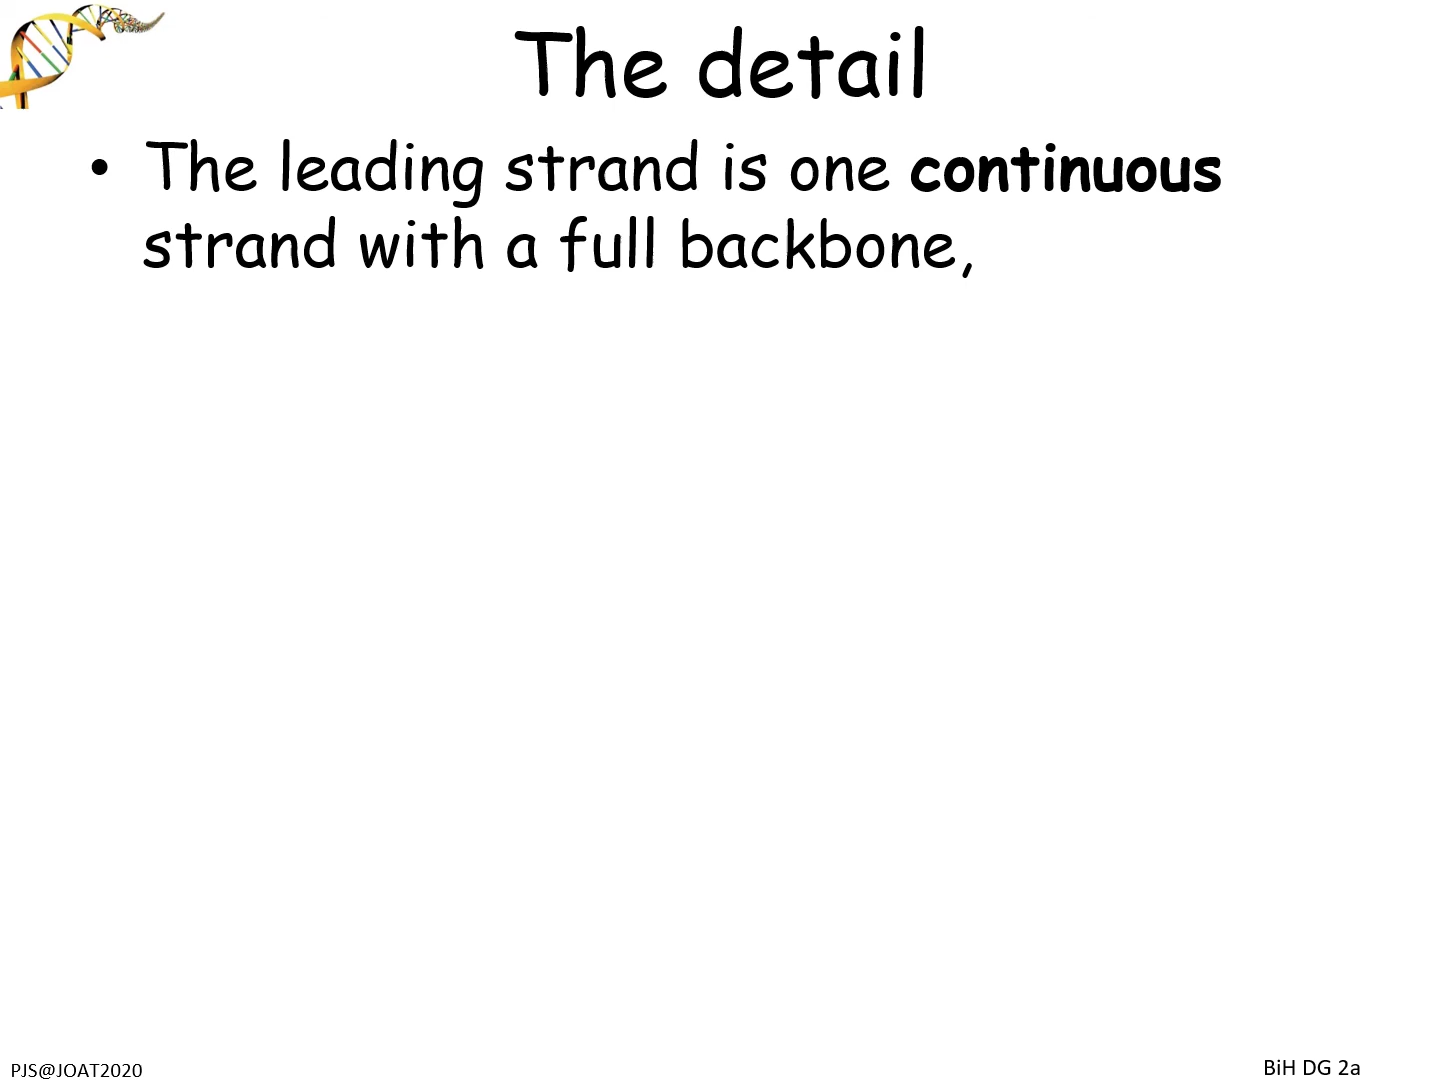 The detail
• The leading strand is one continuous
strand with a full backbone,
PJS@JOAT2020
BiH DG 2a